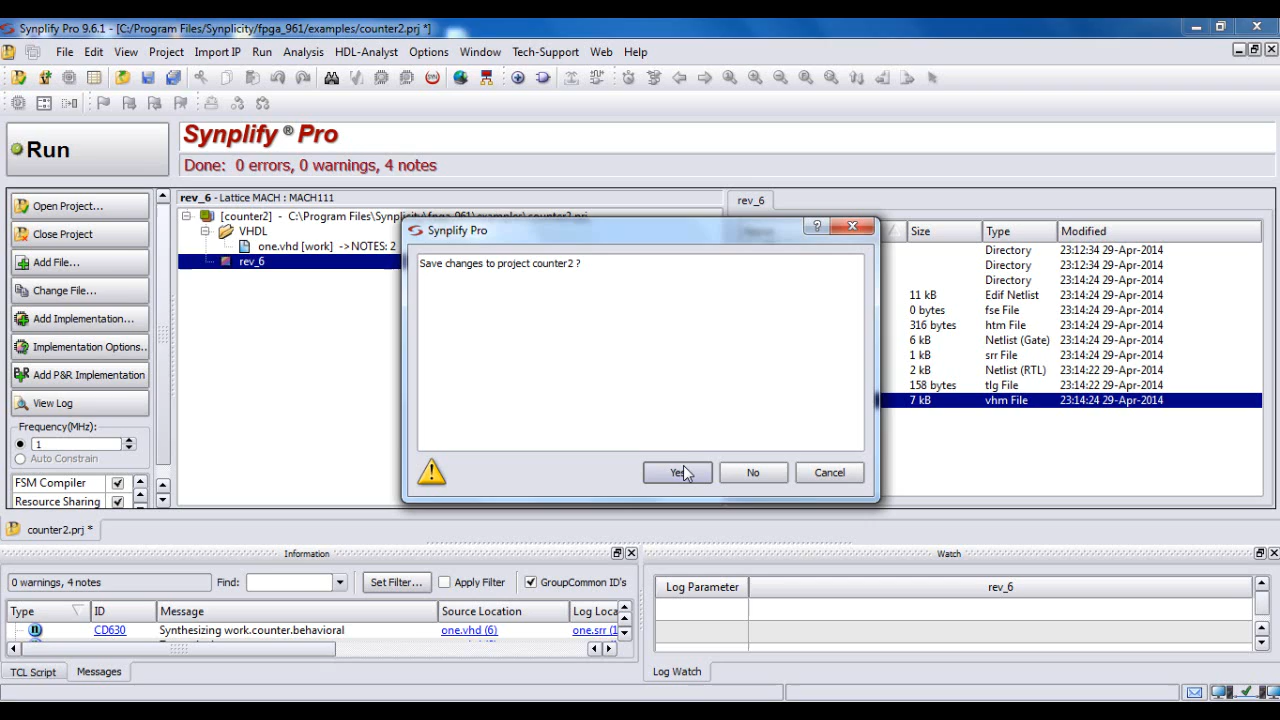 Synplify Pro 9.6.1 - [C:/Program Files/Synplicity/fpga_961/examples/counter2.prj *]
File Edit View Project Import IP Run Analysis HDL-Analyst Options Window Tech-Support Web Help
Run
Synplify ® Pro
Done: 0 errors, 0 warnings, 4 notes
Open Project...
Close Project
Add File...
Change File...
Add Implementation...
Implementation Options..
Add P&R Implementation
View Log
Frequency(MHz):
1
Auto Constrain
FSM Compiler
Resource Sharing
rev_6 - Lattice MACH : MACH111
[counter2] - C:\Program Files\Synplicity\fpga_961\examples\counter2.prj
VHDL
one.vhd [work] ->NOTES: 2
rev_6
rev_6
Size Type Modified
Directory 23:12:34 29-Apr-2014
Directory 23:12:34 29-Apr-2014
Directory 23:14:24 29-Apr-2014
11 kB Edif Netlist 23:14:24 29-Apr-2014
0 bytes fse File 23:14:24 29-Apr-2014
316 bytes htm File 23:14:24 29-Apr-2014
6 kB Netlist (Gate) 23:14:24 29-Apr-2014
1 kB srr File 23:14:24 29-Apr-2014
2 kB Netlist (RTL) 23:14:22 29-Apr-2014
158 bytes tlg File 23:14:22 29-Apr-2014
7 kB vhm File 23:14:24 29-Apr-2014
Synplify Pro
Save changes to project counter2 ?
Yes No Cancel
counter2.prj *
Information
0 warnings, 4 notes Find: Set Filter... Apply Filter GroupCommon ID's
Type ID Message Source Location Log Loca
CD630 Synthesizing work.counter.behavioral one.vhd (6) one.srr (1
TCL Script Messages
Watch
Log Parameter rev_6
Log Watch